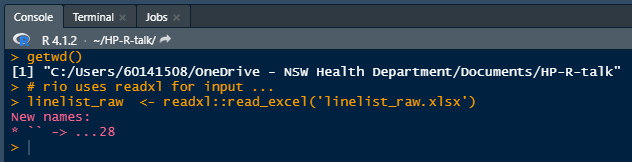 Console Terminal × Jobs ×
R 4.1.2 · ~/HP-R-talk/
> getwd()
[1] "C:/Users/60141508/OneDrive - NSW Health Department/Documents/HP-R-talk"
> # rio uses readxl for input ...
> linelist_raw  <- readxl::read_excel('linelist_raw.xlsx')
New names:
* `` -> ...28
>